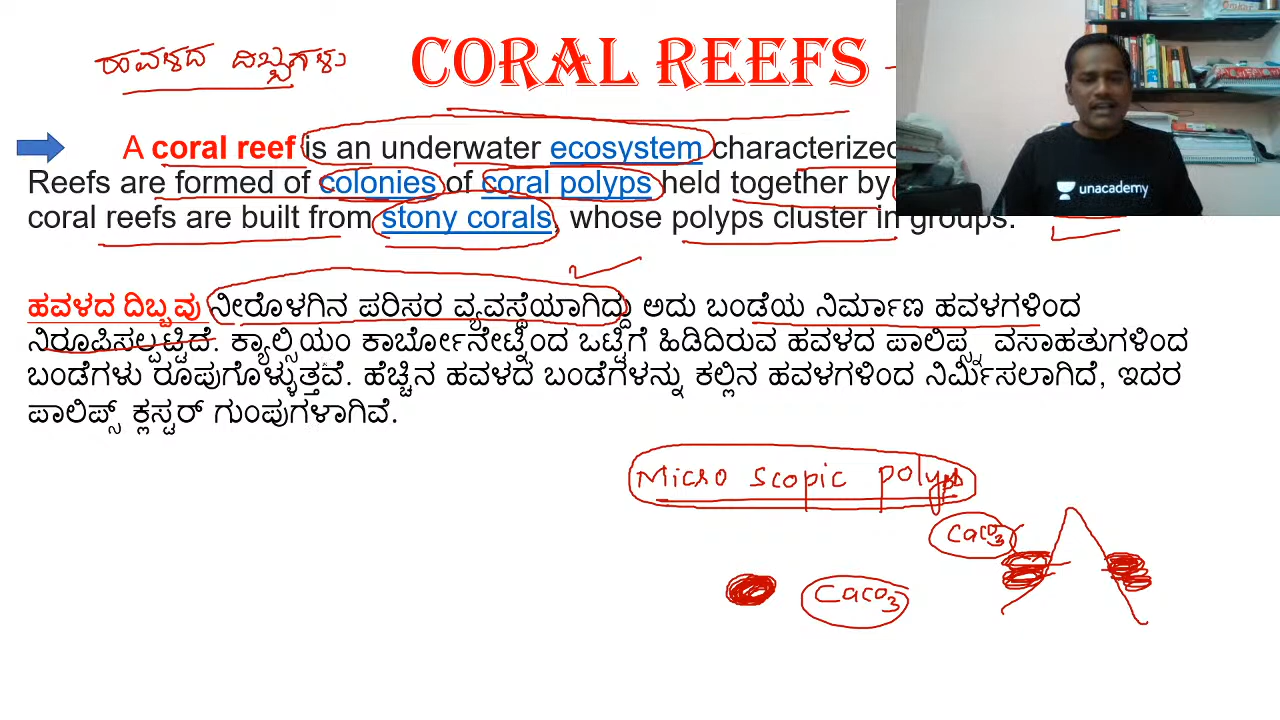 ಹವಳದ ದಿಬ್ಬಗಳು
CORAL REEFS
unacademy
A coral reef is an underwater ecosystem characterized
Reefs are formed of colonies of coral polyps held together by
coral reefs are built from stony corals, whose polyps cluster in groups.
ಹವಳದ ದಿಬ್ಬವು ನೀರೊಳಗಿನ ಪರಿಸರ ವ್ಯವಸ್ಥೆಯಾಗಿದ್ದು ಅದು ಬಂಡೆಯ ನಿರ್ಮಾಣ ಹವಳಗಳಿಂದ
ನಿರೂಪಿಸಲ್ಪಟ್ಟಿದೆ. ಕ್ಯಾಲ್ಸಿಯಂ ಕಾರ್ಬೋನೇಟ್ನಿಂದ ಒಟ್ಟಿಗೆ ಹಿಡಿದಿರುವ ಹವಳದ ಪಾಲಿಪ್ಸ್ನ ವಸಾಹತುಗಳಿಂದ
ಬಂಡೆಗಳು ರೂಪುಗೊಳ್ಳುತ್ತವೆ. ಹೆಚ್ಚಿನ ಹವಳದ ಬಂಡೆಗಳನ್ನು ಕಲ್ಲಿನ ಹವಳಗಳಿಂದ ನಿರ್ಮಿಸಲಾಗಿದೆ, ಇದರ
ಪಾಲಿಪ್ಸ್ ಕ್ಲಸ್ಟರ್ ಗುಂಪುಗಳಾಗಿವೆ.
Micro scopic polyps
CaCO3
CaCO3